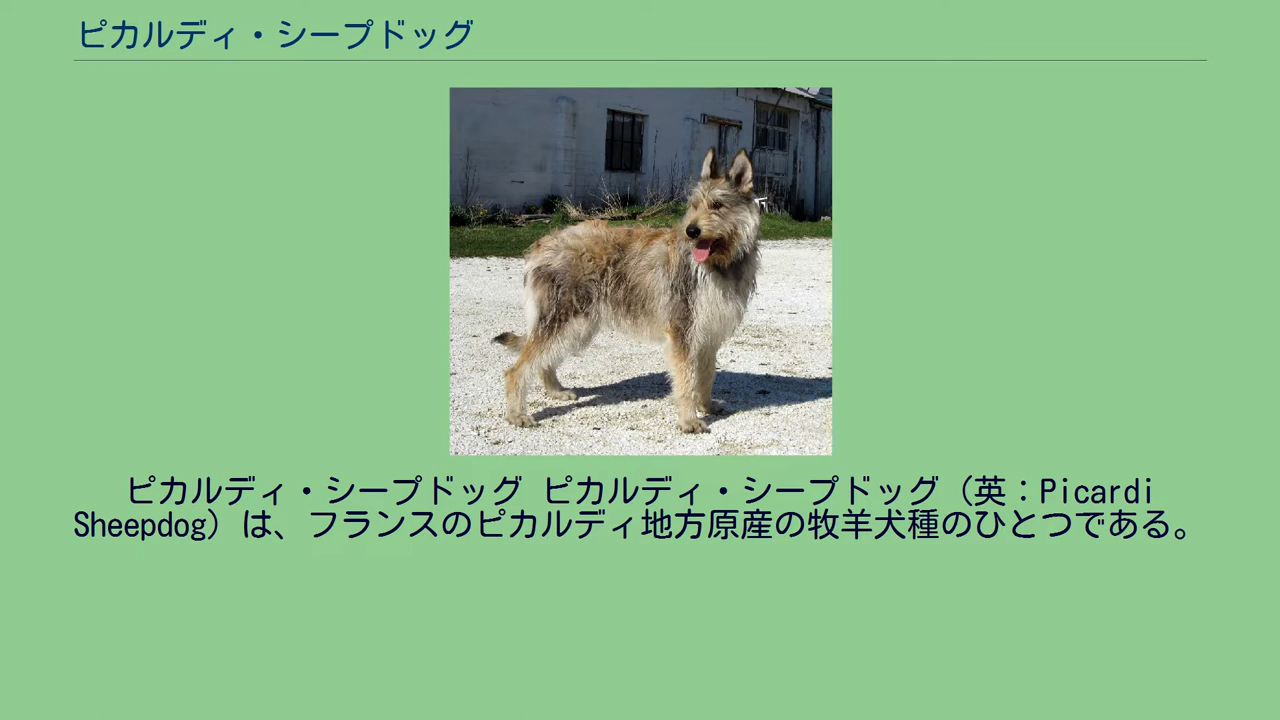 ピカルディ・シープドッグ
ピカルディ・シープドッグ ピカルディ・シープドッグ（英：Picardi
Sheepdog）は、フランスのピカルディ地方原産の牧羊犬種のひとつである。